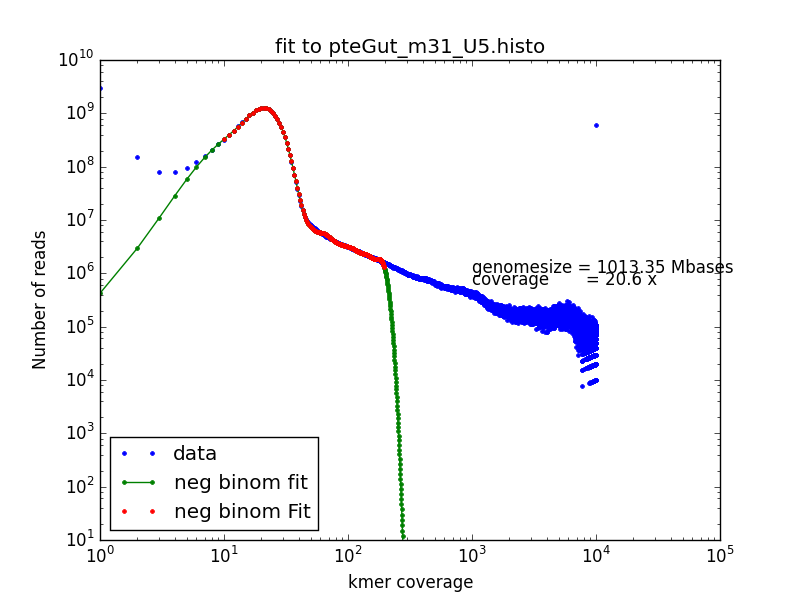 fit to pteGut_m31_U5.histo
10^10
10^9
10^8
10^7
10^6
10^5
10^4
10^3
10^2
10^1
Number of reads
genomesize = 1013.35 Mbases
coverage = 20.6 x
data
neg binom fit
neg binom Fit
10^0 10^1 10^2 10^3 10^4 10^5
kmer coverage